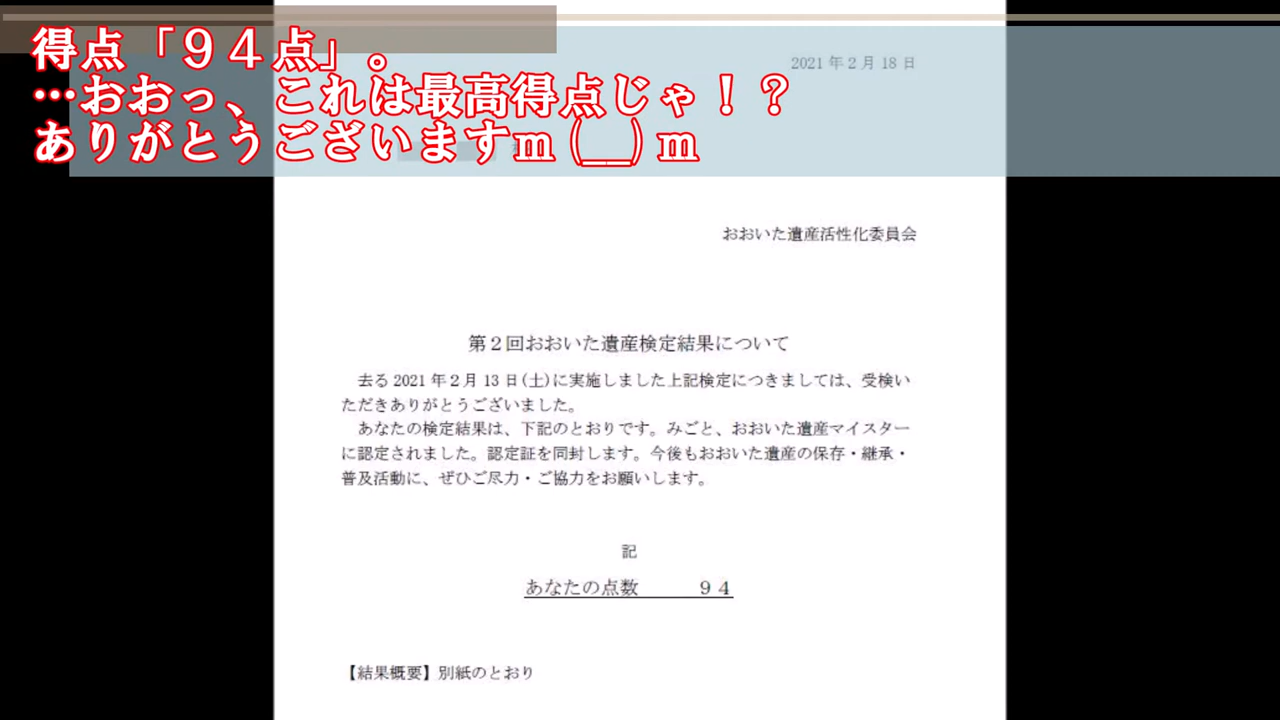 得点「９４点」。
…おおっ、これは最高得点じゃ！？
ありがとうございますm(__)m
2021年2月18日
おおいた遺産活性化委員会
第２回おおいた遺産検定結果について
去る2021年2月13日(土)に実施しました上記検定につきましては、受検い
ただきありがとうございました。
あなたの検定結果は、下記のとおりです。みごと、おおいた遺産マイスター
に認定されました。認定証を同封します。今後もおおいた遺産の保存・継承・
普及活動に、ぜひご尽力・ご協力をお願いします。
記
あなたの点数　９４
【結果概要】別紙のとおり